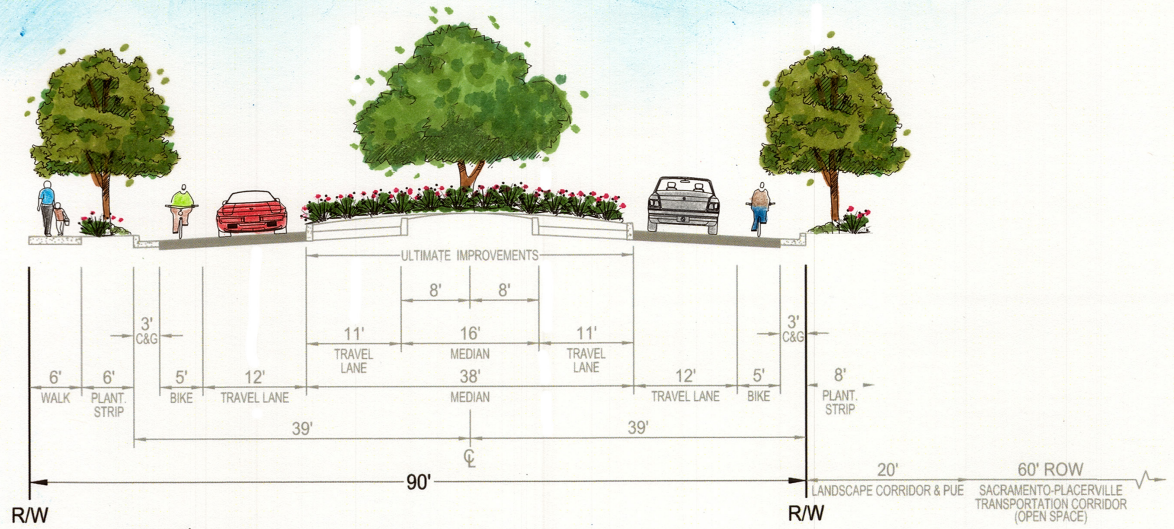 ULTIMATE IMPROVEMENTS
8' 8'
3' C&G
11' TRAVEL LANE
16' MEDIAN
11' TRAVEL LANE
3' C&G
6' WALK
6' PLANT. STRIP
5' BIKE
12' TRAVEL LANE
38' MEDIAN
12' TRAVEL LANE
5' BIKE
8' PLANT. STRIP
39' 39'
CL
90'
R/W
R/W
20'
LANDSCAPE CORRIDOR & PUE
60' ROW
SACRAMENTO-PLACERVILLE
TRANSPORTATION CORRIDOR
(OPEN SPACE)